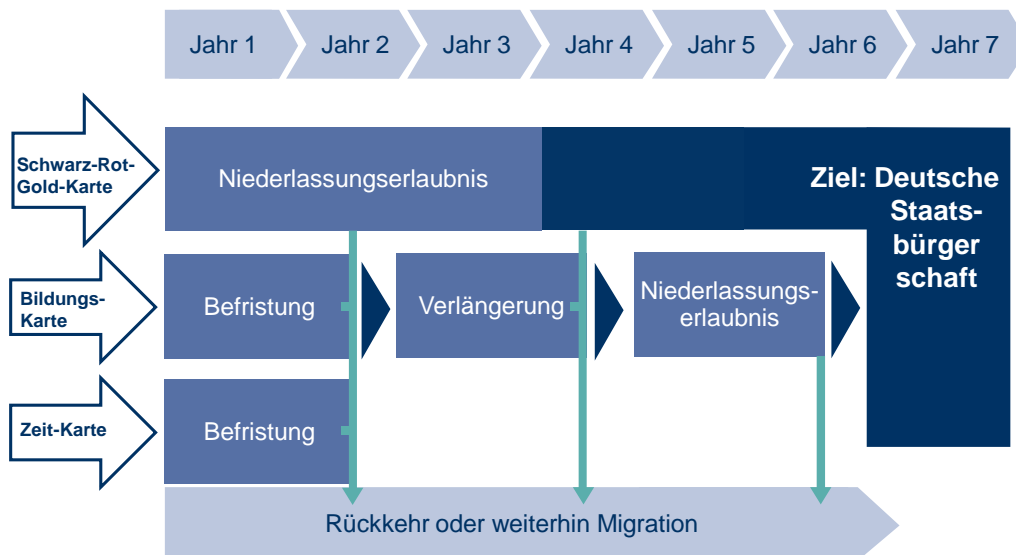 Jahr 1 Jahr 2 Jahr 3 Jahr 4 Jahr 5 Jahr 6 Jahr 7
Schwarz-Rot-
Gold-Karte
Niederlassungserlaubnis
Ziel: Deutsche
Staats-
bürger
schaft
Bildungs-
Karte
Befristung
Verlängerung
Niederlassungs-
erlaubnis
Zeit-Karte
Befristung
Rückkehr oder weiterhin Migration